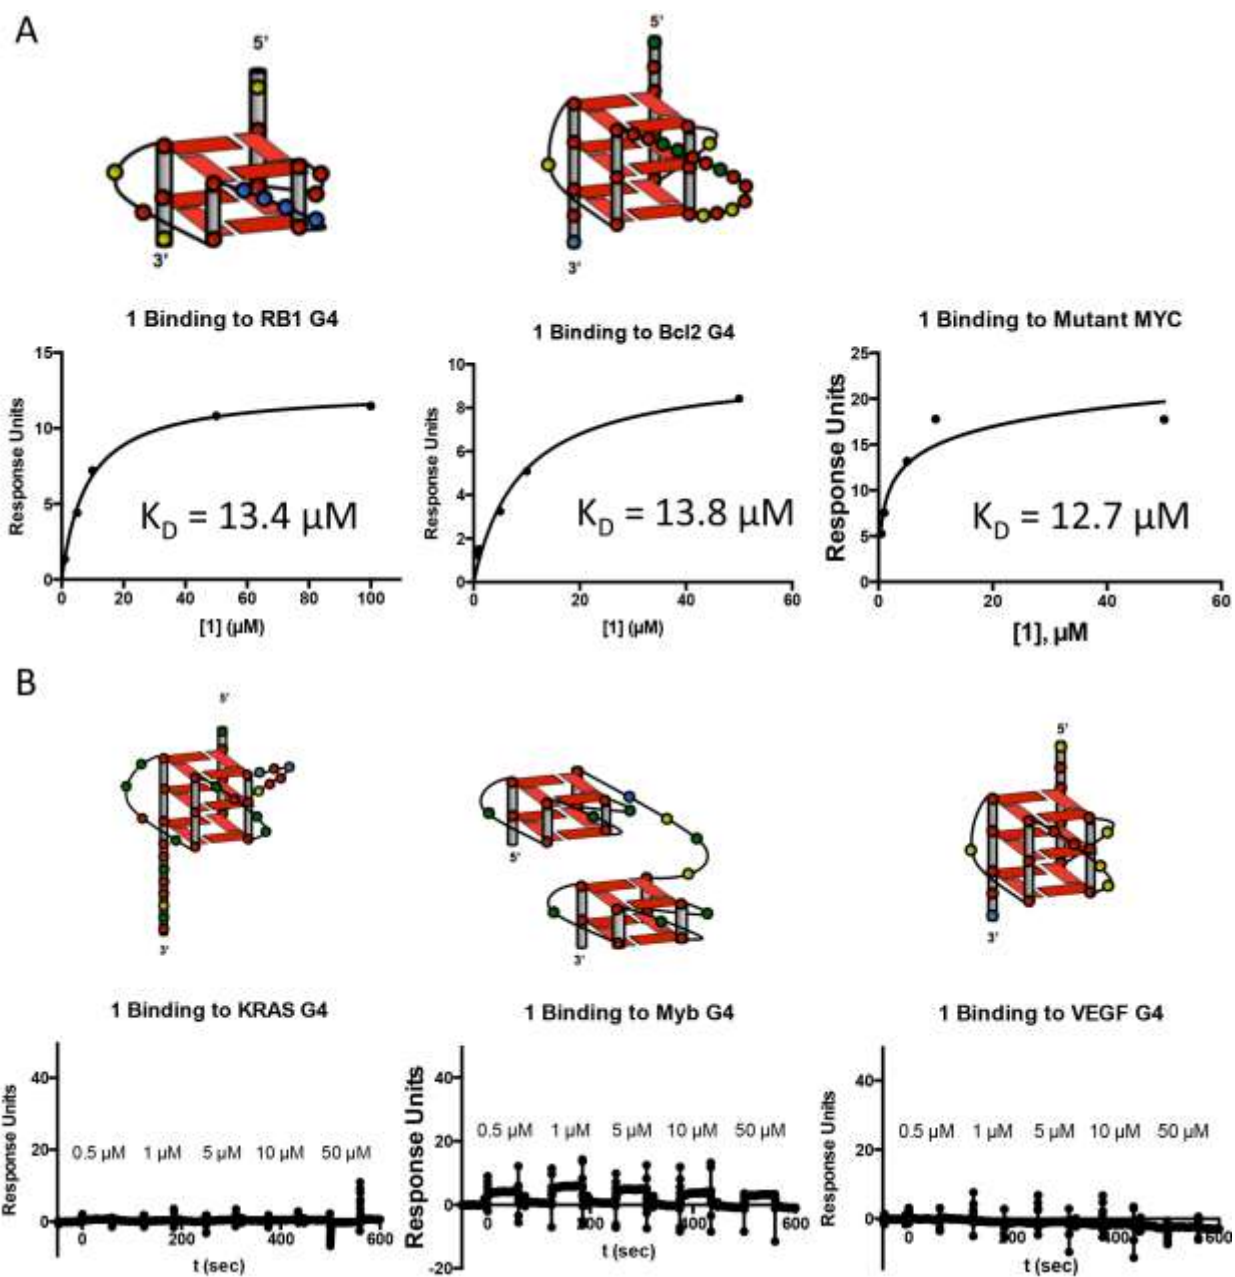 A
5'
5'
3'
3'
1 Binding to RB1 G4
1 Binding to Bcl2 G4
1 Binding to Mutant MYC
Response Units
15
10
5
0
0 20 40 60 80 100
[1] (µM)
K_D = 13.4 µM
Response Units
10
8
6
4
2
0
0 20 40 60
[1] (µM)
K_D = 13.8 µM
Response Units
25
20
15
10
5
0
0 20 40 60
[1], µM
K_D = 12.7 µM
B
5'
3'
5'
3'
5'
3'
1 Binding to KRAS G4
1 Binding to Myb G4
1 Binding to VEGF G4
Response Units
40
20
0
0.5 µM 1 µM 5 µM 10 µM 50 µM
0 200 400 600
t (sec)
Response Units
40
20
0
-20
0.5 µM 1 µM 5 µM 10 µM 50 µM
0 200 400 600
t (sec)
Response Units
40
20
0
0.5 µM 1 µM 5 µM 10 µM 50 µM
0 200 400 600
t (sec)